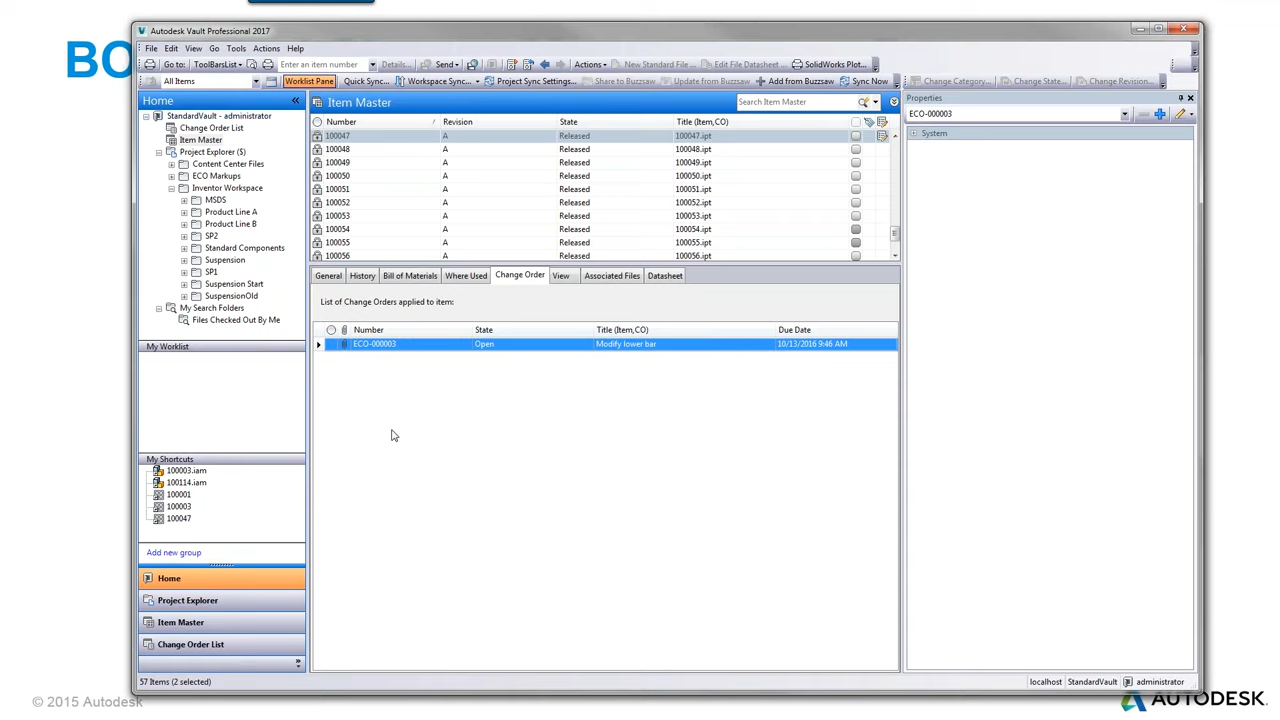 BO
Autodesk Vault Professional 2017
File Edit View Go Tools Actions Help
Go to: ToolBarsList Enter an item number Details... Send Actions New Standard File... Edit File Datasheet... SolidWorks Plot...
All Items Worklist Pane Quick Sync... Workspace Sync... Project Sync Settings... Share to Buzzsaw Update from Buzzsaw Add from Buzzsaw Sync Now Change Category... Change State... Change Revision...
Home
StandardVault - administrator
Change Order List
Item Master
Project Explorer ($)
Content Center Files
ECO Markups
Inventor Workspace
MSDS
Product Line A
Product Line B
SP2
Standard Components
Suspension
SP1
Suspension Start
SuspensionOld
My Search Folders
Files Checked Out By Me
My Worklist
My Shortcuts
100003.iam
100114.iam
100001
100003
100047
Add new group
Home
Project Explorer
Item Master
Change Order List
57 Items (2 selected)
Item Master
Search Item Master
Number / Revision State Title (Item,CO)
100047 A Released 100047.ipt
100048 A Released 100048.ipt
100049 A Released 100049.ipt
100050 A Released 100050.ipt
100051 A Released 100051.ipt
100052 A Released 100052.ipt
100053 A Released 100053.ipt
100054 A Released 100054.ipt
100055 A Released 100055.ipt
100056 A Released 100056.ipt
General History Bill of Materials Where Used Change Order View Associated Files Datasheet
List of Change Orders applied to item:
Number State Title (Item,CO) Due Date
ECO-000003 Open Modify lower bar 10/13/2016 9:46 AM
Properties
ECO-000003
System
localhost StandardVault administrator
© 2015 Autodesk
AUTODESK.